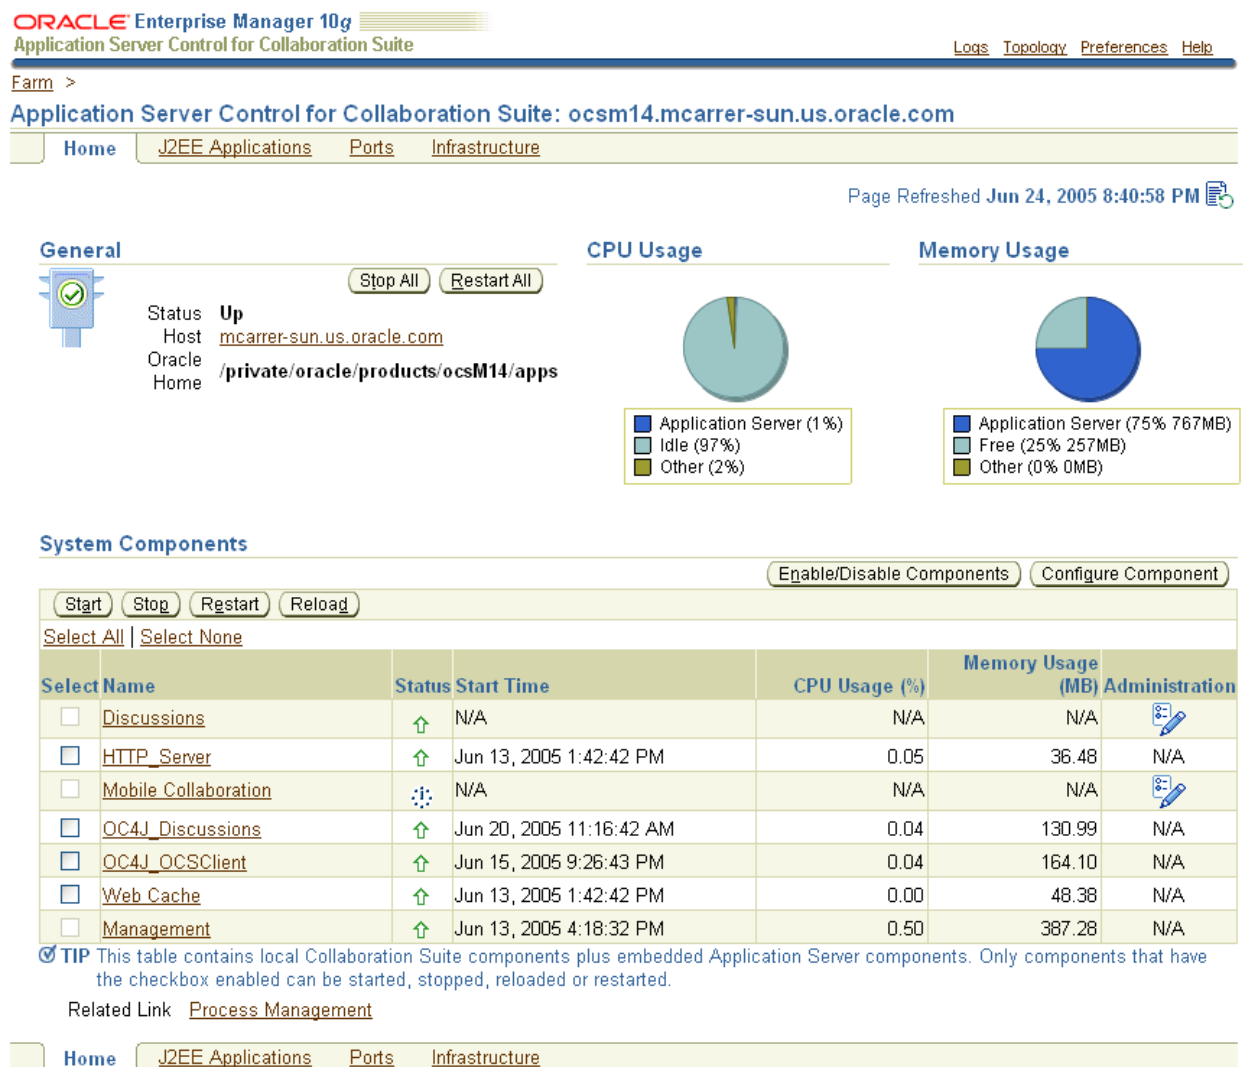 ORACLE Enterprise Manager 10g
Application Server Control for Collaboration Suite
Logs Topology Preferences Help
Farm >
Application Server Control for Collaboration Suite: ocsm14.mcarrer-sun.us.oracle.com
Home J2EE Applications Ports Infrastructure
Page Refreshed Jun 24, 2005 8:40:58 PM
General
Stop All Restart All
Status Up
Host mcarrer-sun.us.oracle.com
Oracle Home /private/oracle/products/ocsM14/apps
CPU Usage
Application Server (1%)
Idle (97%)
Other (2%)
Memory Usage
Application Server (75% 767MB)
Free (25% 257MB)
Other (0% 0MB)
System Components
Enable/Disable Components Configure Component
Start Stop Restart Reload
Select All | Select None
Select Name Status Start Time CPU Usage (%) Memory Usage (MB) Administration
Discussions N/A N/A N/A
HTTP_Server Jun 13, 2005 1:42:42 PM 0.05 36.48 N/A
Mobile Collaboration N/A N/A N/A
OC4J_Discussions Jun 20, 2005 11:16:42 AM 0.04 130.99 N/A
OC4J_OCSClient Jun 15, 2005 9:26:43 PM 0.04 164.10 N/A
Web Cache Jun 13, 2005 1:42:42 PM 0.00 48.38 N/A
Management Jun 13, 2005 4:18:32 PM 0.50 387.28 N/A
TIP This table contains local Collaboration Suite components plus embedded Application Server components. Only components that have
the checkbox enabled can be started, stopped, reloaded or restarted.
Related Link Process Management
Home J2EE Applications Ports Infrastructure